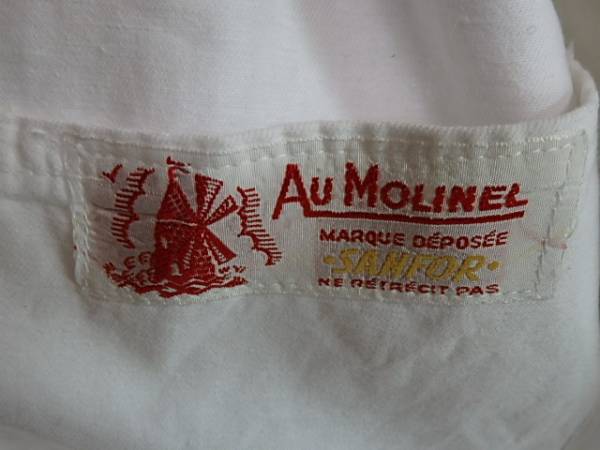 AU MOLINEL
MARQUE DÉPOSÉE
•SANFOR•
NE RÉTRÉCIT PAS